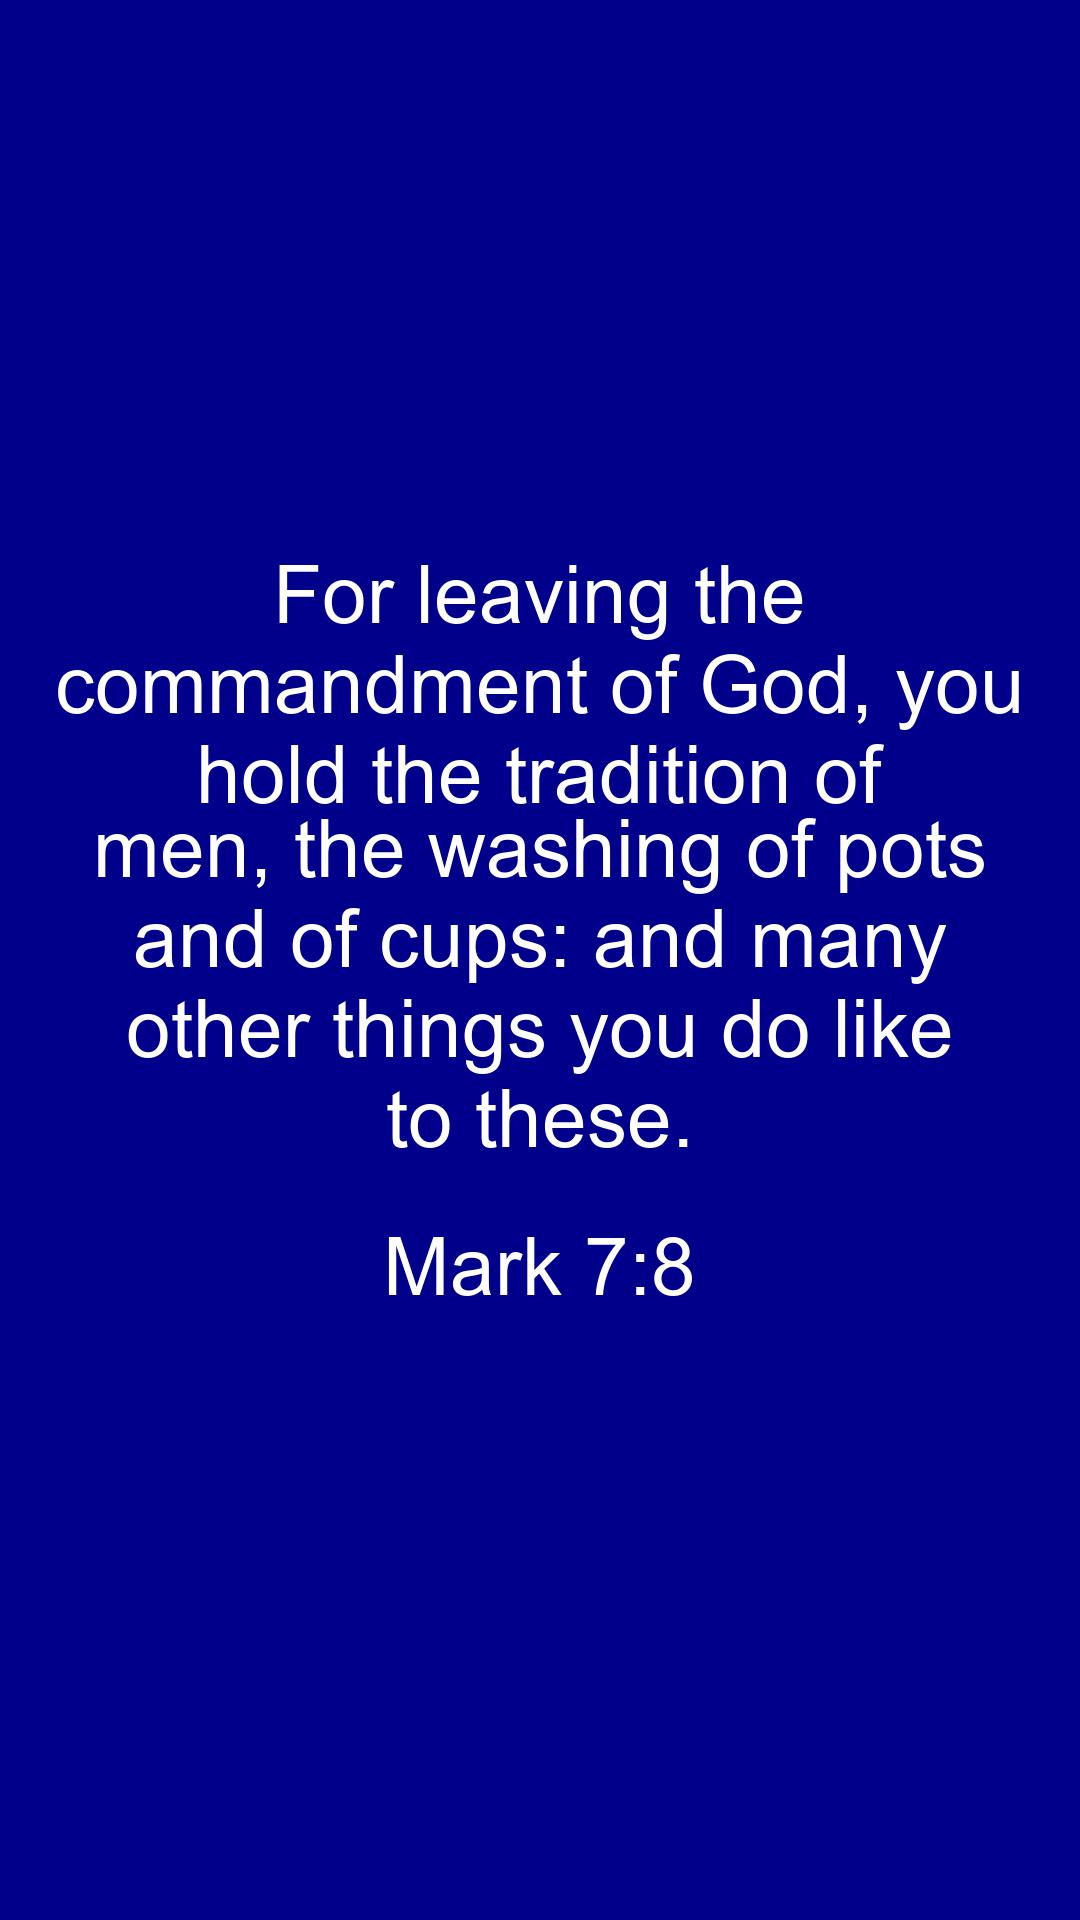 For leaving the
commandment of God, you
hold the tradition of
men, the washing of pots
and of cups: and many
other things you do like
to these.
Mark 7:8